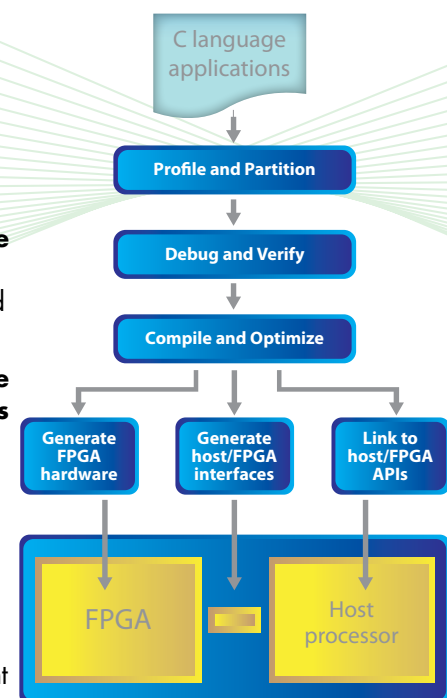 C language
applications
Profile and Partition
e
Debug and Verify
d
Compile and Optimize
e
s
Generate
FPGA
hardware
Generate
host/FPGA
interfaces
Link to
host/FPGA
APIs
FPGA
Host
processor
nt